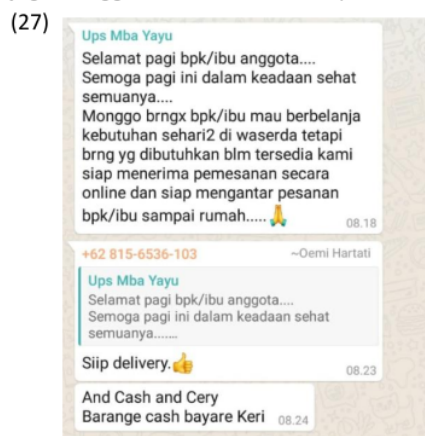 (27)
Ups Mba Yayu
Selamat pagi bpk/ibu anggota....
Semoga pagi ini dalam keadaan sehat
semuanya....
Monggo brngx bpk/ibu mau berbelanja
kebutuhan sehari2 di waserda tetapi
brng yg dibutuhkan blm tersedia kami
siap menerima pemesanan secara
online dan siap mengantar pesanan
bpk/ibu sampai rumah.....🙏
08.18
+62 815-6536-103 ~Oemi Hartati
Ups Mba Yayu
Selamat pagi bpk/ibu anggota....
Semoga pagi ini dalam keadaan sehat
semuanya.......
Siip delivery.👍
08.23
And Cash and Cery
Barange cash bayare Keri 08.24